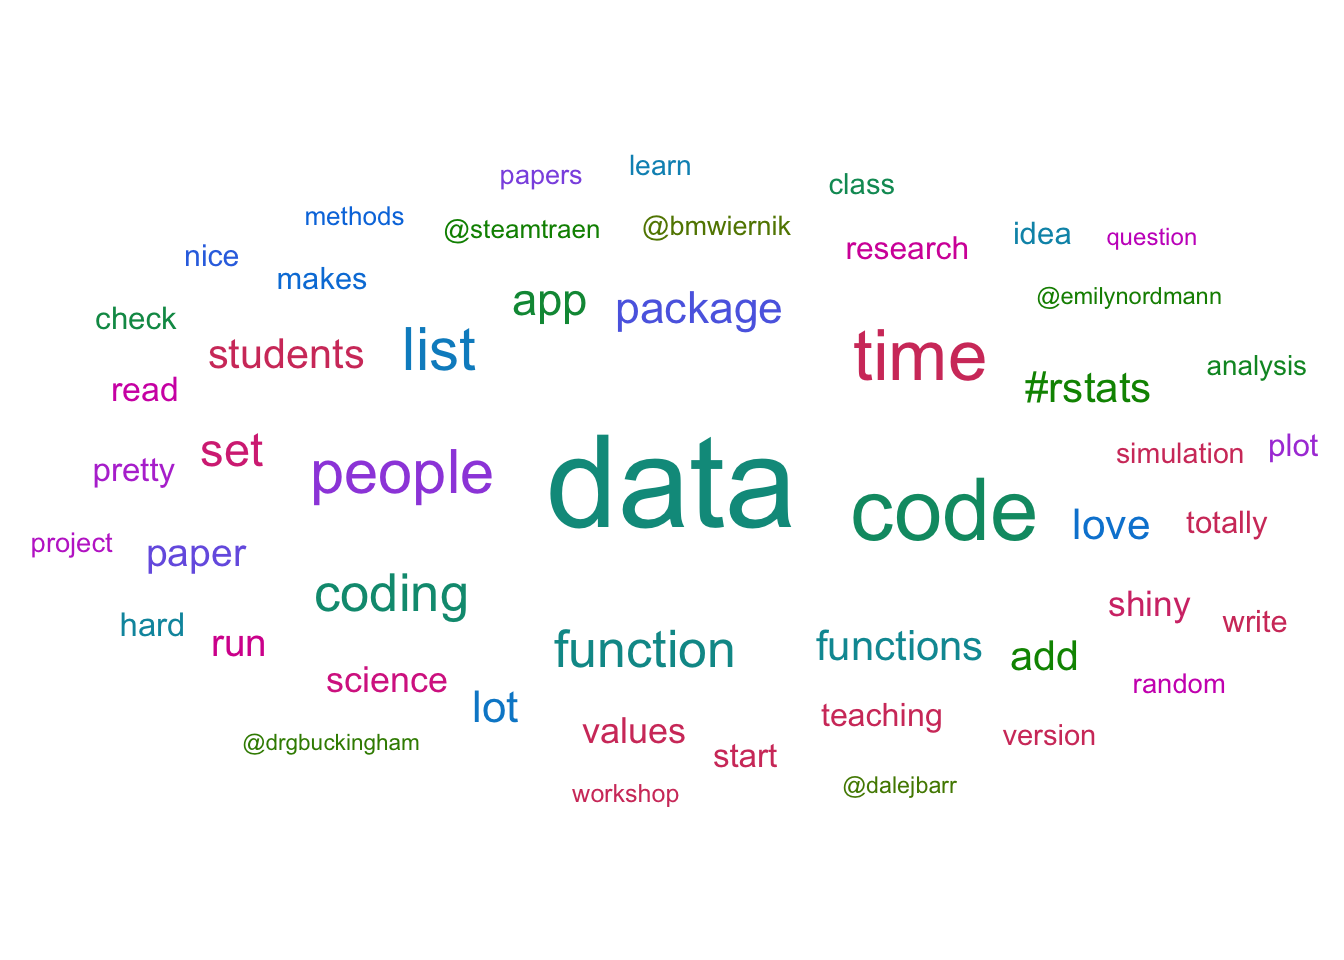 learn
papers
class
methods
@steamtraen
@bmwiernik
idea
question
research
nice
makes
@emilynordmann
app
package
check
list
students
time
analysis
#rstats
read
plot
set
simulation
pretty
people
data
code
love
totally
project
paper
coding
shiny
write
hard
run
function
functions
add
science
random
lot
values
teaching
version
@drgbuckingham
start
@dalejbarr
workshop